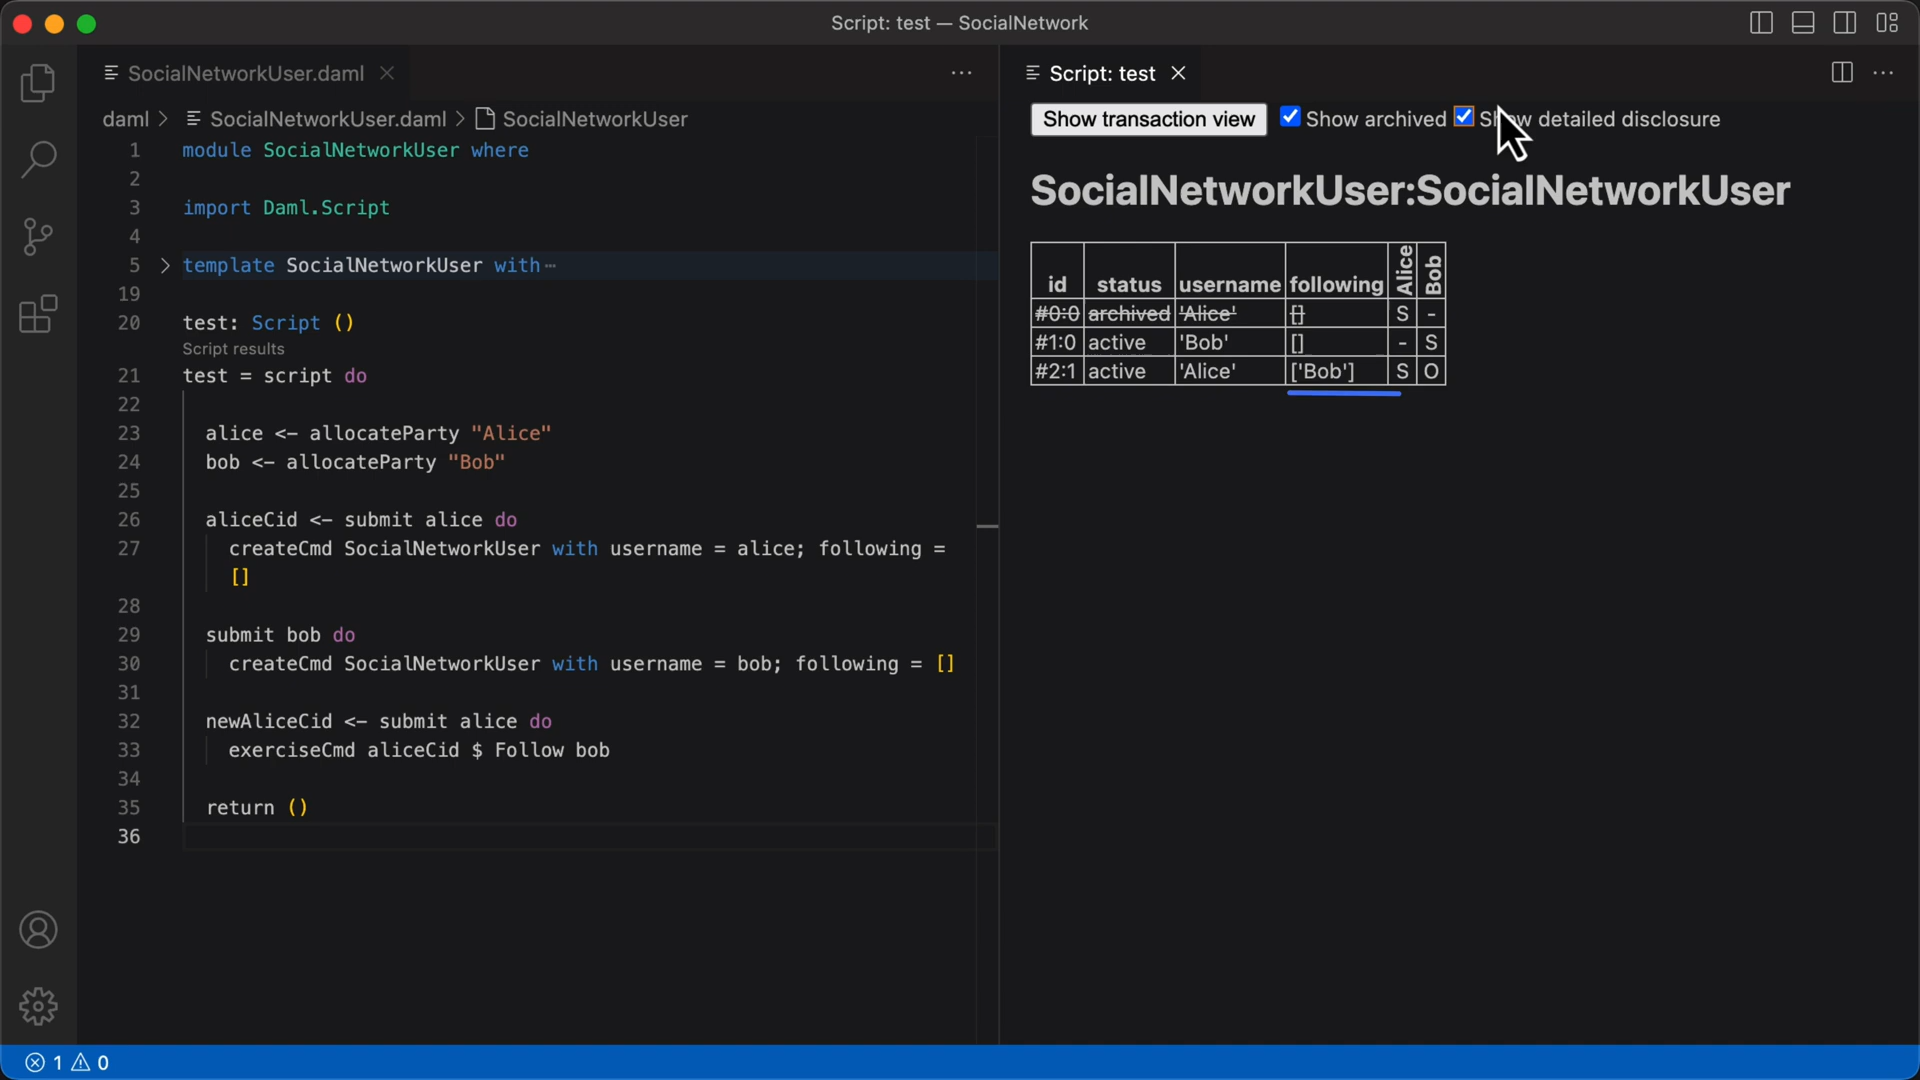 Script: test — SocialNetwork
SocialNetworkUser.daml
Script: test
daml > SocialNetworkUser.daml > SocialNetworkUser
Show transaction view Show archived Show detailed disclosure
1 module SocialNetworkUser where
2
3 import Daml.Script
4
5 > template SocialNetworkUser with⋯
19
20 test: Script ()
Script results
21 test = script do
22
23 alice <- allocateParty "Alice"
24 bob <- allocateParty "Bob"
25
26 aliceCid <- submit alice do
27 createCmd SocialNetworkUser with username = alice; following =
[]
28
29 submit bob do
30 createCmd SocialNetworkUser with username = bob; following = []
31
32 newAliceCid <- submit alice do
33 exerciseCmd aliceCid $ Follow bob
34
35 return ()
36
SocialNetworkUser:SocialNetworkUser
id status username following Alice Bob
#0:0 archived 'Alice' [] S -
#1:0 active 'Bob' [] - S
#2:1 active 'Alice' ['Bob'] S O
1 0